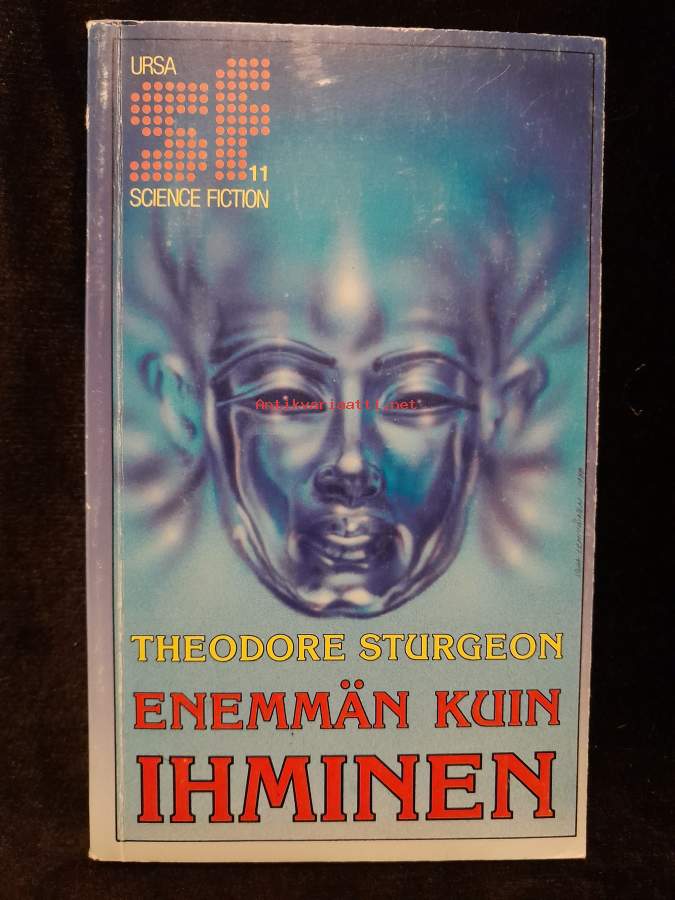 URSA
sf
11
SCIENCE FICTION
Antikvariaatti.net
THEODORE STURGEON
ENEMMÄN KUIN
IHMINEN